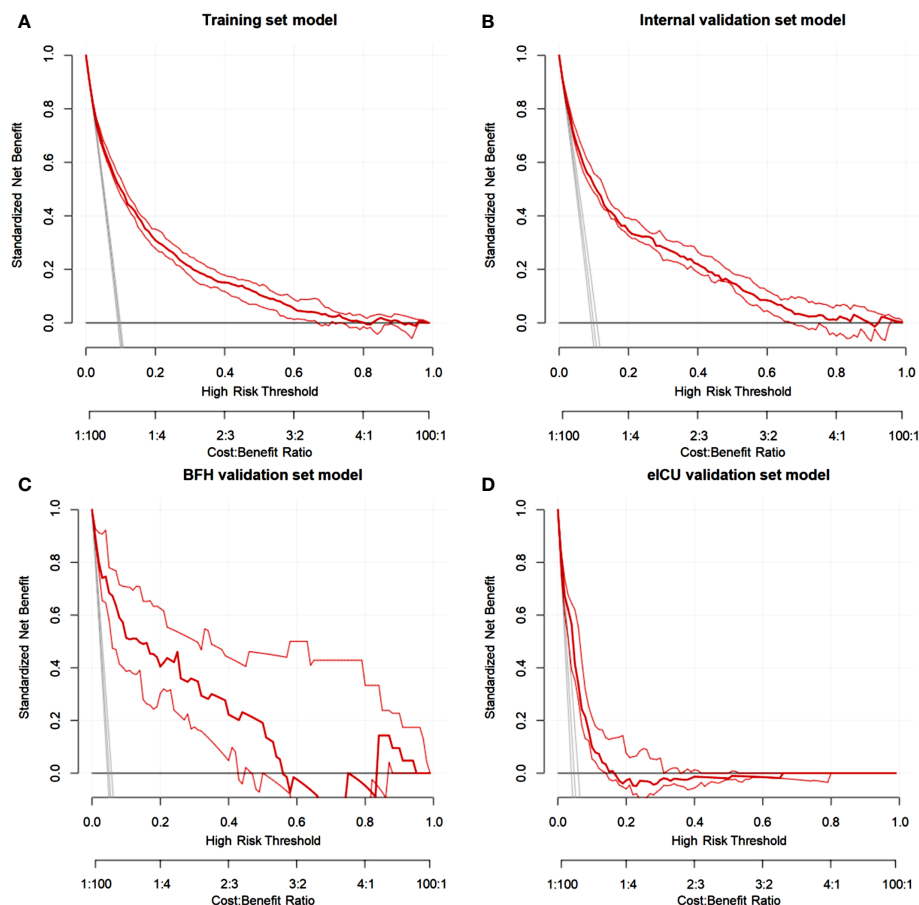 A
Training set model
Standardized Net Benefit
0.0 0.2 0.4 0.6 0.8 1.0
0.0 0.2 0.4 0.6 0.8 1.0
High Risk Threshold
1:100 1:4 2:3 3:2 4:1 100:1
Cost:Benefit Ratio
B
Internal validation set model
Standardized Net Benefit
0.0 0.2 0.4 0.6 0.8 1.0
0.0 0.2 0.4 0.6 0.8 1.0
High Risk Threshold
1:100 1:4 2:3 3:2 4:1 100:1
Cost:Benefit Ratio
C
BFH validation set model
Standardized Net Benefit
0.0 0.2 0.4 0.6 0.8 1.0
0.0 0.2 0.4 0.6 0.8 1.0
High Risk Threshold
1:100 1:4 2:3 3:2 4:1 100:1
Cost:Benefit Ratio
D
eICU validation set model
Standardized Net Benefit
0.0 0.2 0.4 0.6 0.8 1.0
0.0 0.2 0.4 0.6 0.8 1.0
High Risk Threshold
1:100 1:4 2:3 3:2 4:1 100:1
Cost:Benefit Ratio